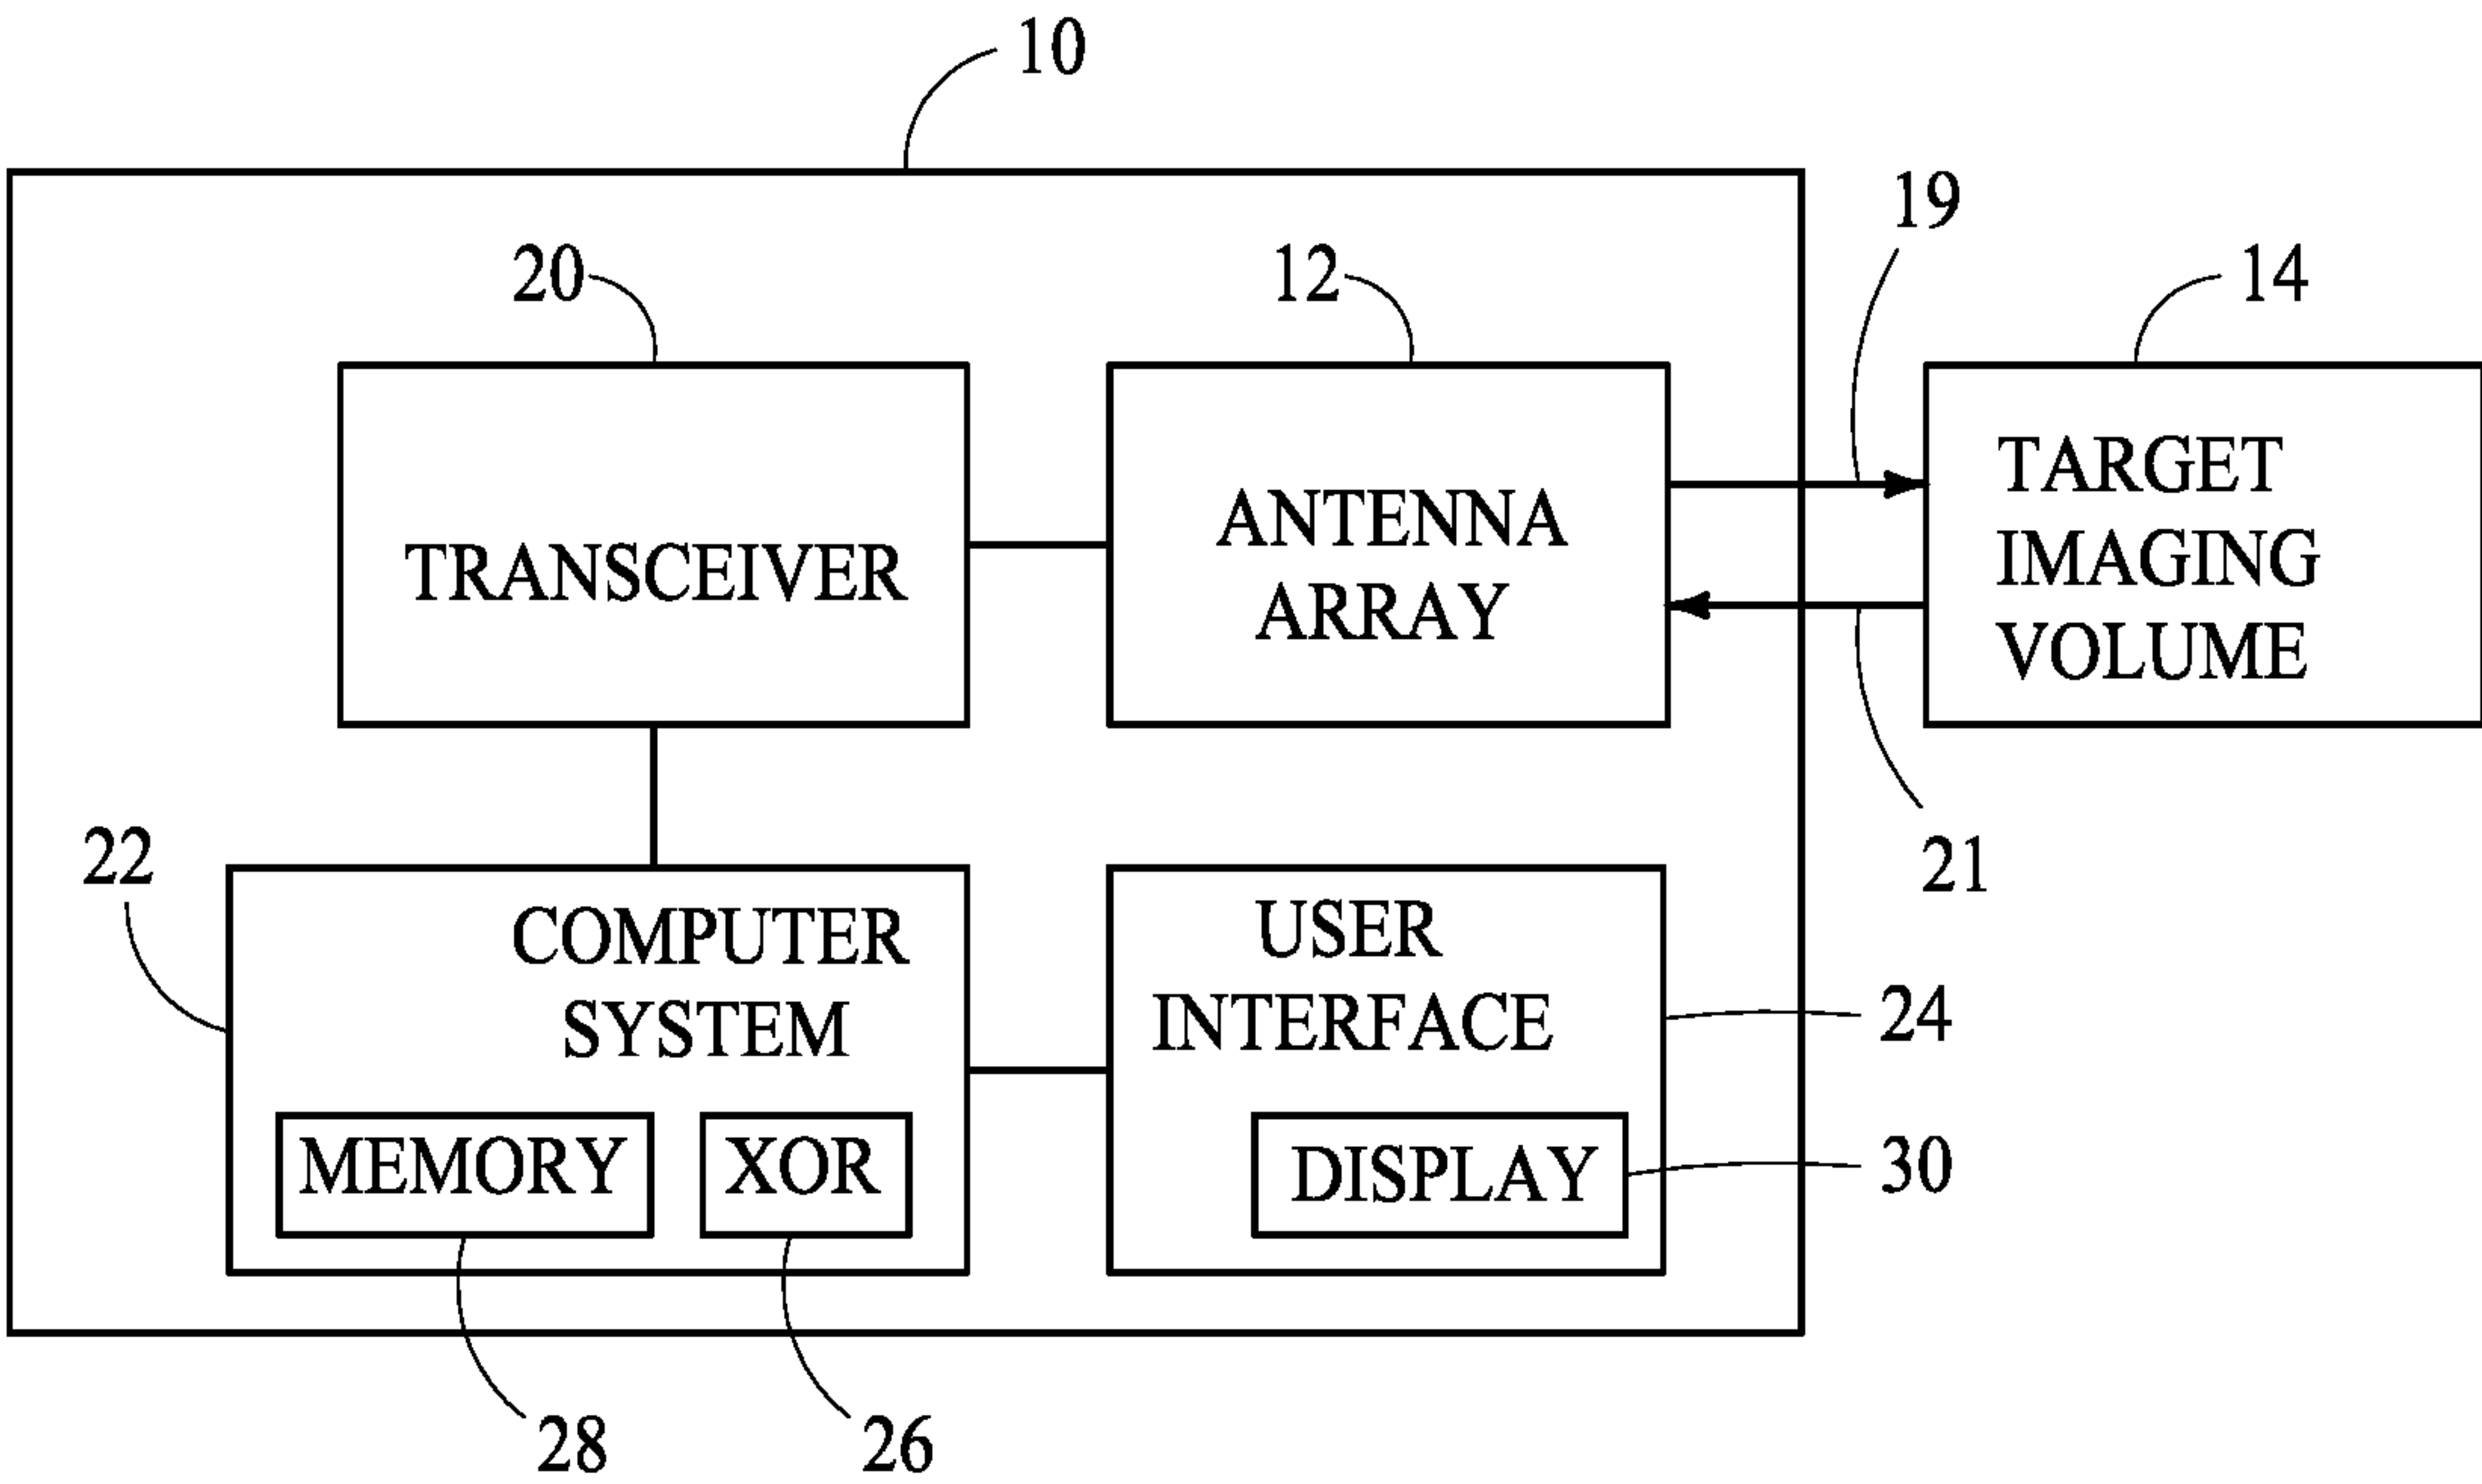 10
19
20
12
14
TRANSCEIVER
ANTENNA
ARRAY
TARGET
IMAGING
VOLUME
22
21
COMPUTER
SYSTEM
USER
INTERFACE
24
MEMORY
XOR
DISPLAY
30
28
26